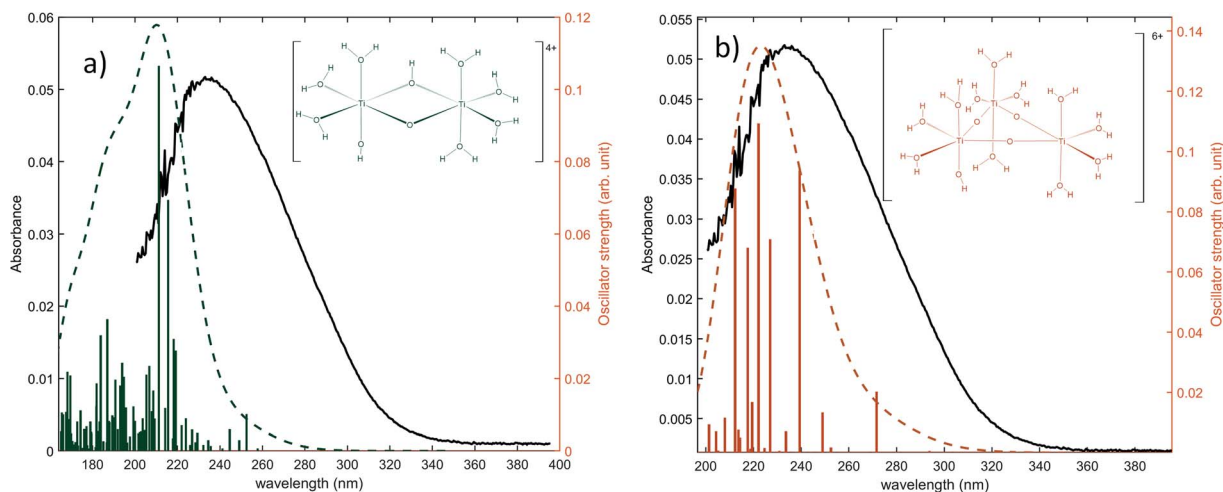 a)
4+
H H H H H
O O
H O H O O H
H
Ti Ti
H O O O H
H H
O H O
H H
0.06
0.05
0.04
0.03
0.02
0.01
0
Absorbance
180 200 220 240 260 280 300 320 340 360 380 400
wavelength (nm)
0.12
0.1
0.08
0.06
0.04
0.02
0
Oscillator strength (arb. unit)
b)
6+
H H
O
H H H H H H
O O O O
Ti
O O
H O Ti O Ti O H
H O O O H
H H
O O
H H
0.055
0.05
0.045
0.04
0.035
0.03
0.025
0.02
0.015
0.01
0.005
Absorbance
200 220 240 260 280 300 320 340 360 380
wavelength (nm)
0.14
0.12
0.1
0.08
0.06
0.04
0.02
Oscillator strength (arb. unit)